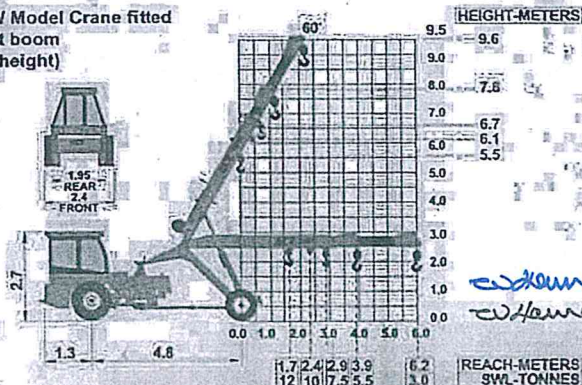 Model Crane fitted
boom
height)
60°
HEIGHT-METERS
9.5
9.6
9.0
8.0
7.8
7.0
6.7
6.0
6.1
5.5
5.0
4.0
3.0
2.0
1.0
0.0
1.95
REAR
2.4
FRONT
2.7
0.0 1.0 2.0 3.0 4.0 5.0 6.0
1.3 4.8
1.7 2.4 2.9 3.9 6.2 REACH-METERS
12 10 7.5 5.5 3.0 SWL-TONNES